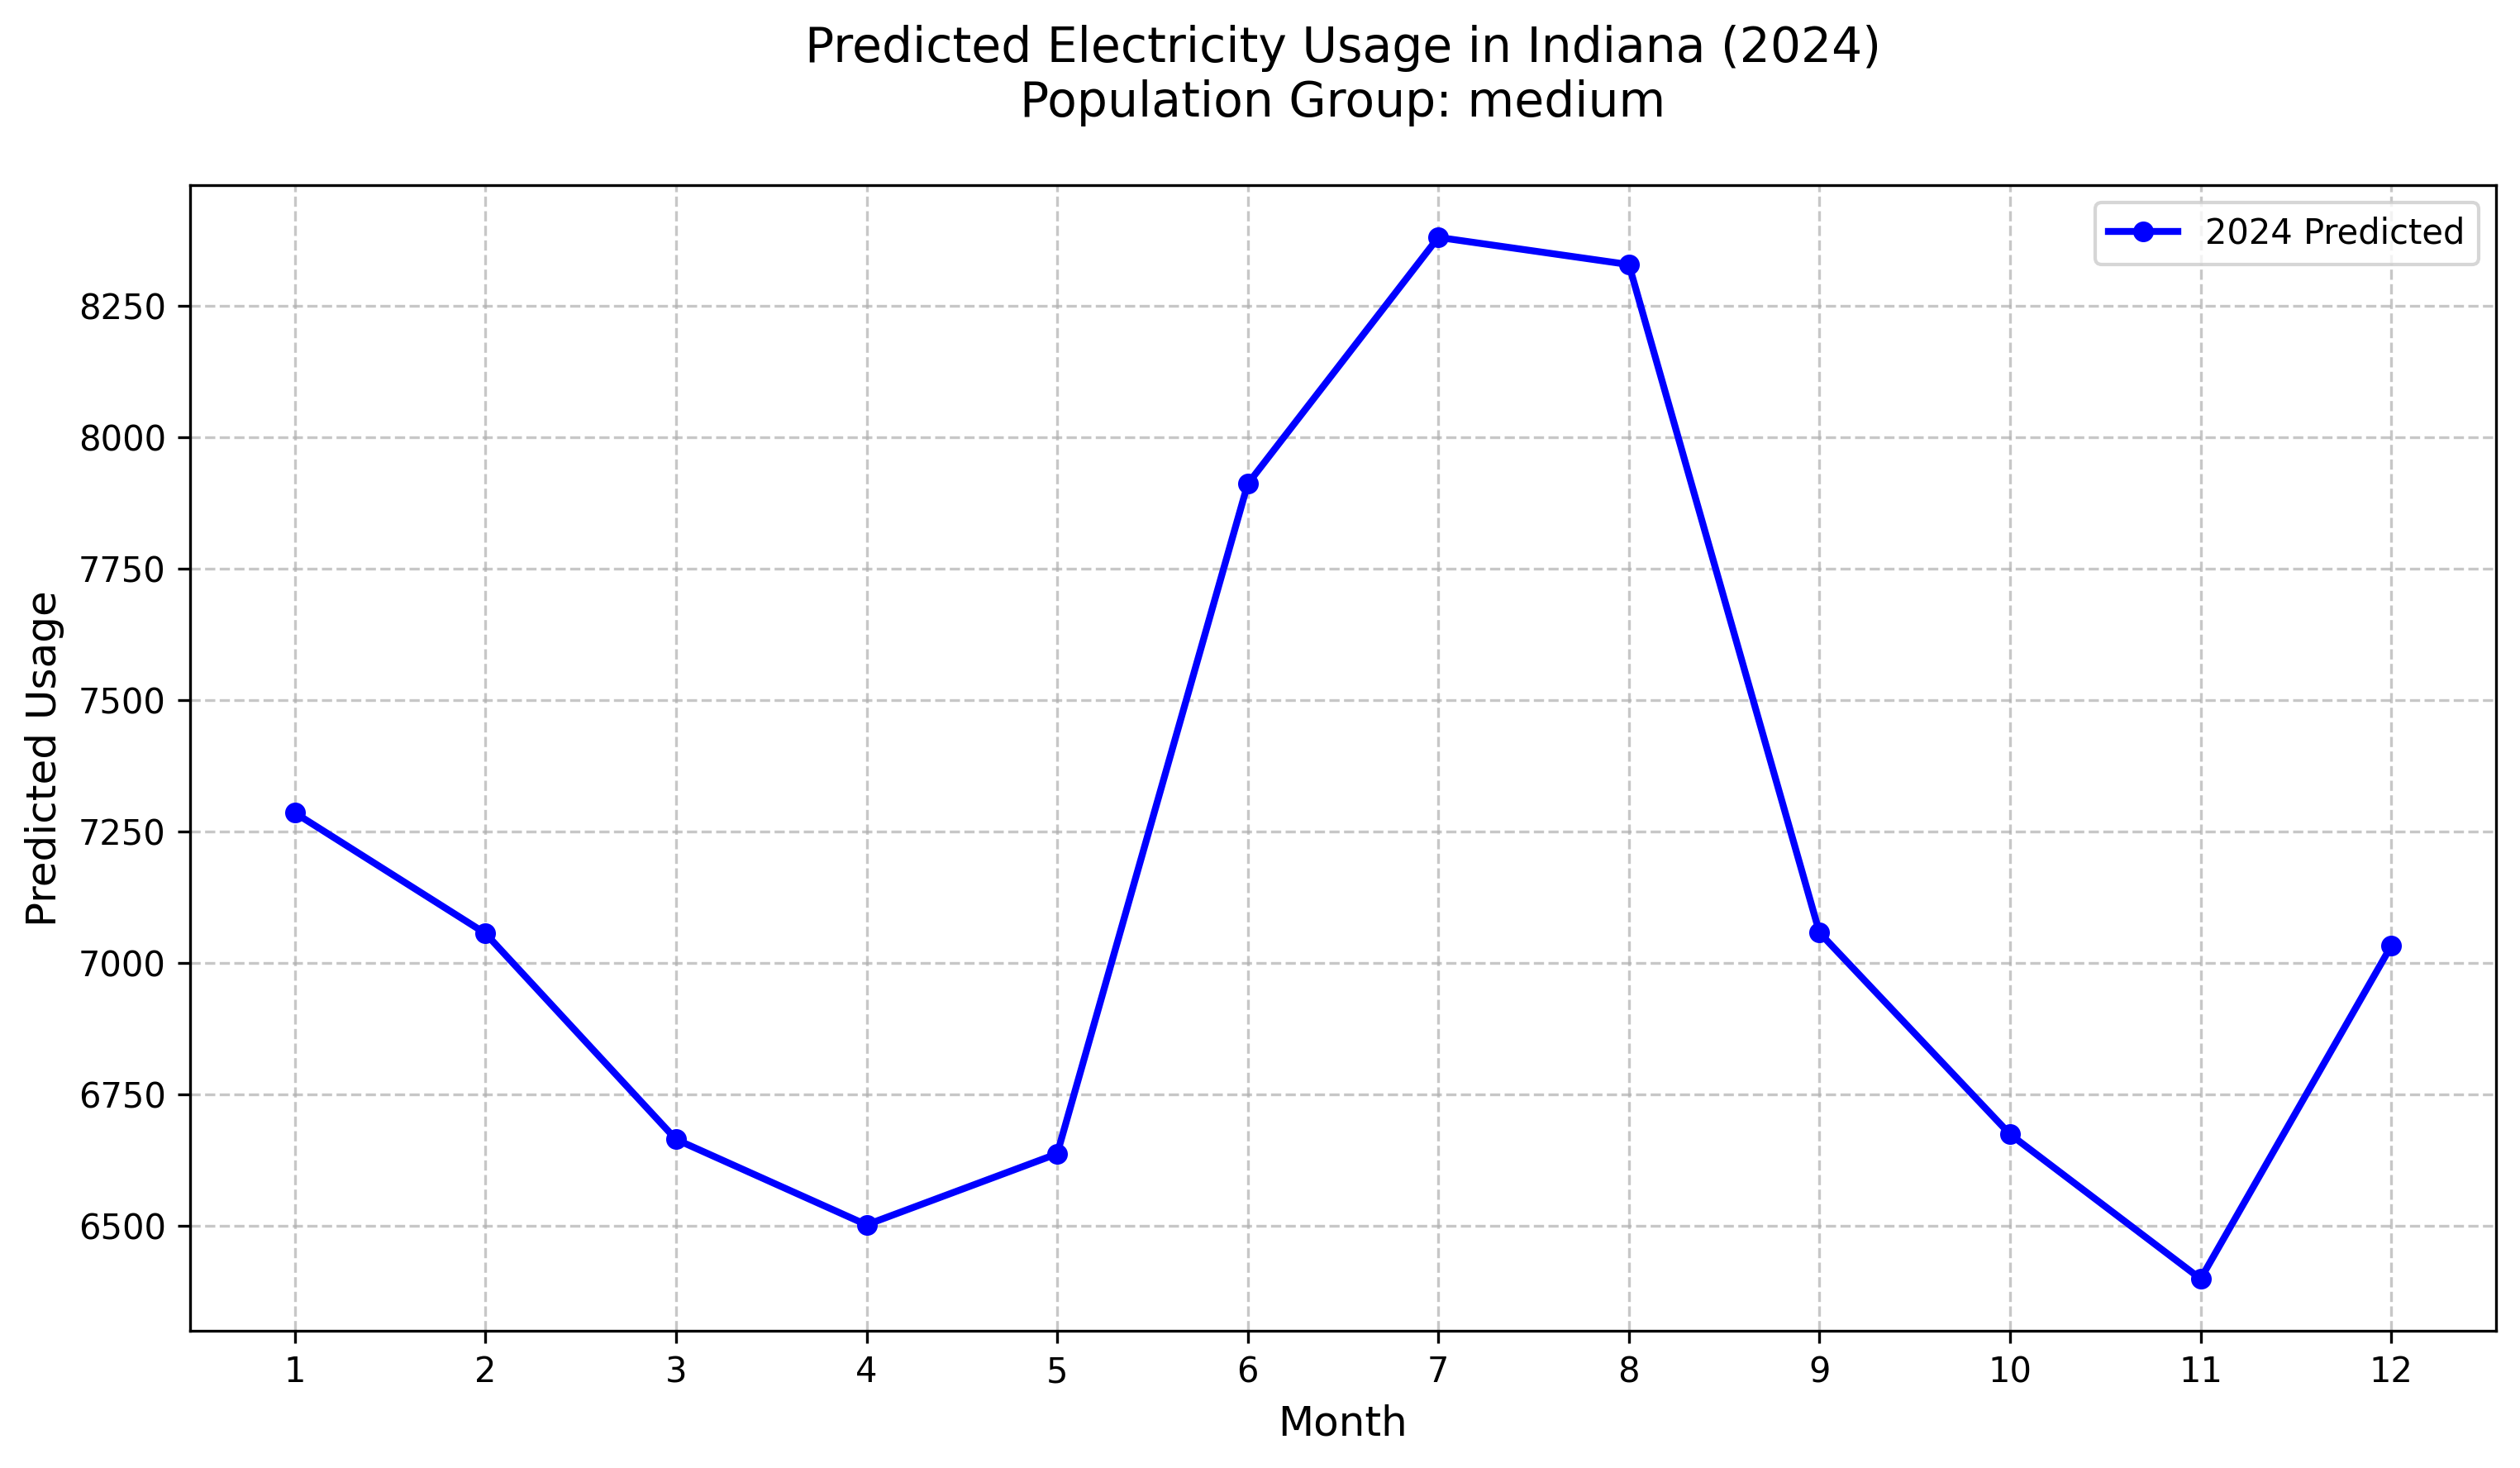 Predicted Electricity Usage in Indiana (2024)
Population Group: medium
2024 Predicted
8250
8000
7750
7500
7250
7000
6750
6500
Predicted Usage
1 2 3 4 5 6 7 8 9 10 11 12
Month